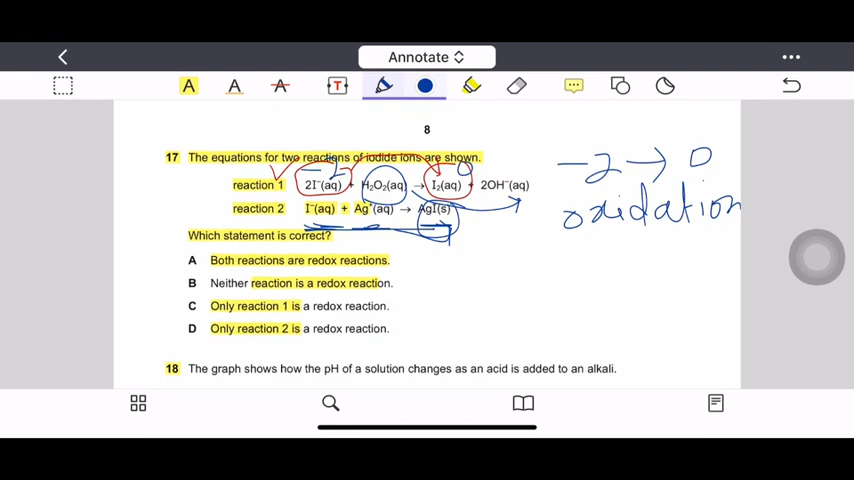 Annotate
A A A T
8
17 The equations for two reactions of iodide ions are shown.
-2 0
reaction 1 2I⁻(aq) + H₂O₂(aq) → I₂(aq) + 2OH⁻(aq)
reaction 2 I⁻(aq) + Ag⁺(aq) → AgI(s)
-2 → 0
oxidation
Which statement is correct?
A Both reactions are redox reactions.
B Neither reaction is a redox reaction.
C Only reaction 1 is a redox reaction.
D Only reaction 2 is a redox reaction.
18 The graph shows how the pH of a solution changes as an acid is added to an alkali.